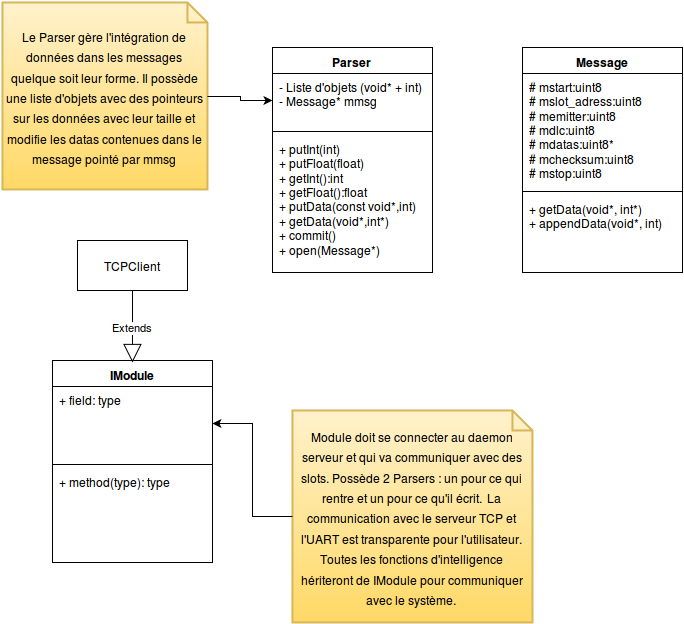 Le Parser gère l'intégration de
données dans les messages
quelque soit leur forme. Il possède
une liste d'objets avec des pointeurs
sur les données avec leur taille et
modifie les datas contenues dans le
message pointé par mmsg
Parser
- Liste d'objets (void* + int)
- Message* mmsg
+ putInt(int)
+ putFloat(float)
+ getInt():int
+ getFloat():float
+ putData(const void*,int)
+ getData(void*,int*)
+ commit()
+ open(Message*)
Message
# mstart:uint8
# mslot_adress:uint8
# memitter:uint8
# mdlc:uint8
# mdatas:uint8*
# mchecksum:uint8
# mstop:uint8
+ getData(void*, int*)
+ appendData(void*, int)
TCPClient
Extends
IModule
+ field: type
+ method(type): type
Module doit se connecter au daemon
serveur et qui va communiquer avec des
slots. Possède 2 Parsers : un pour ce qui
rentre et un pour ce qu'il écrit. La
communication avec le serveur TCP et
l'UART est transparente pour l'utilisateur.
Toutes les fonctions d'intelligence
hériteront de IModule pour communiquer
avec le système.